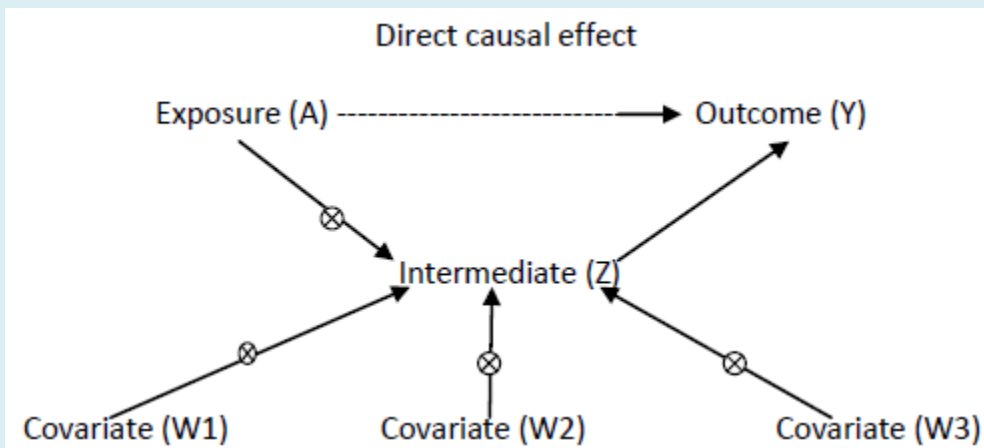 Direct causal effect
Exposure (A)
Outcome (Y)
Intermediate (Z)
Covariate (W1)
Covariate (W2)
Covariate (W3)